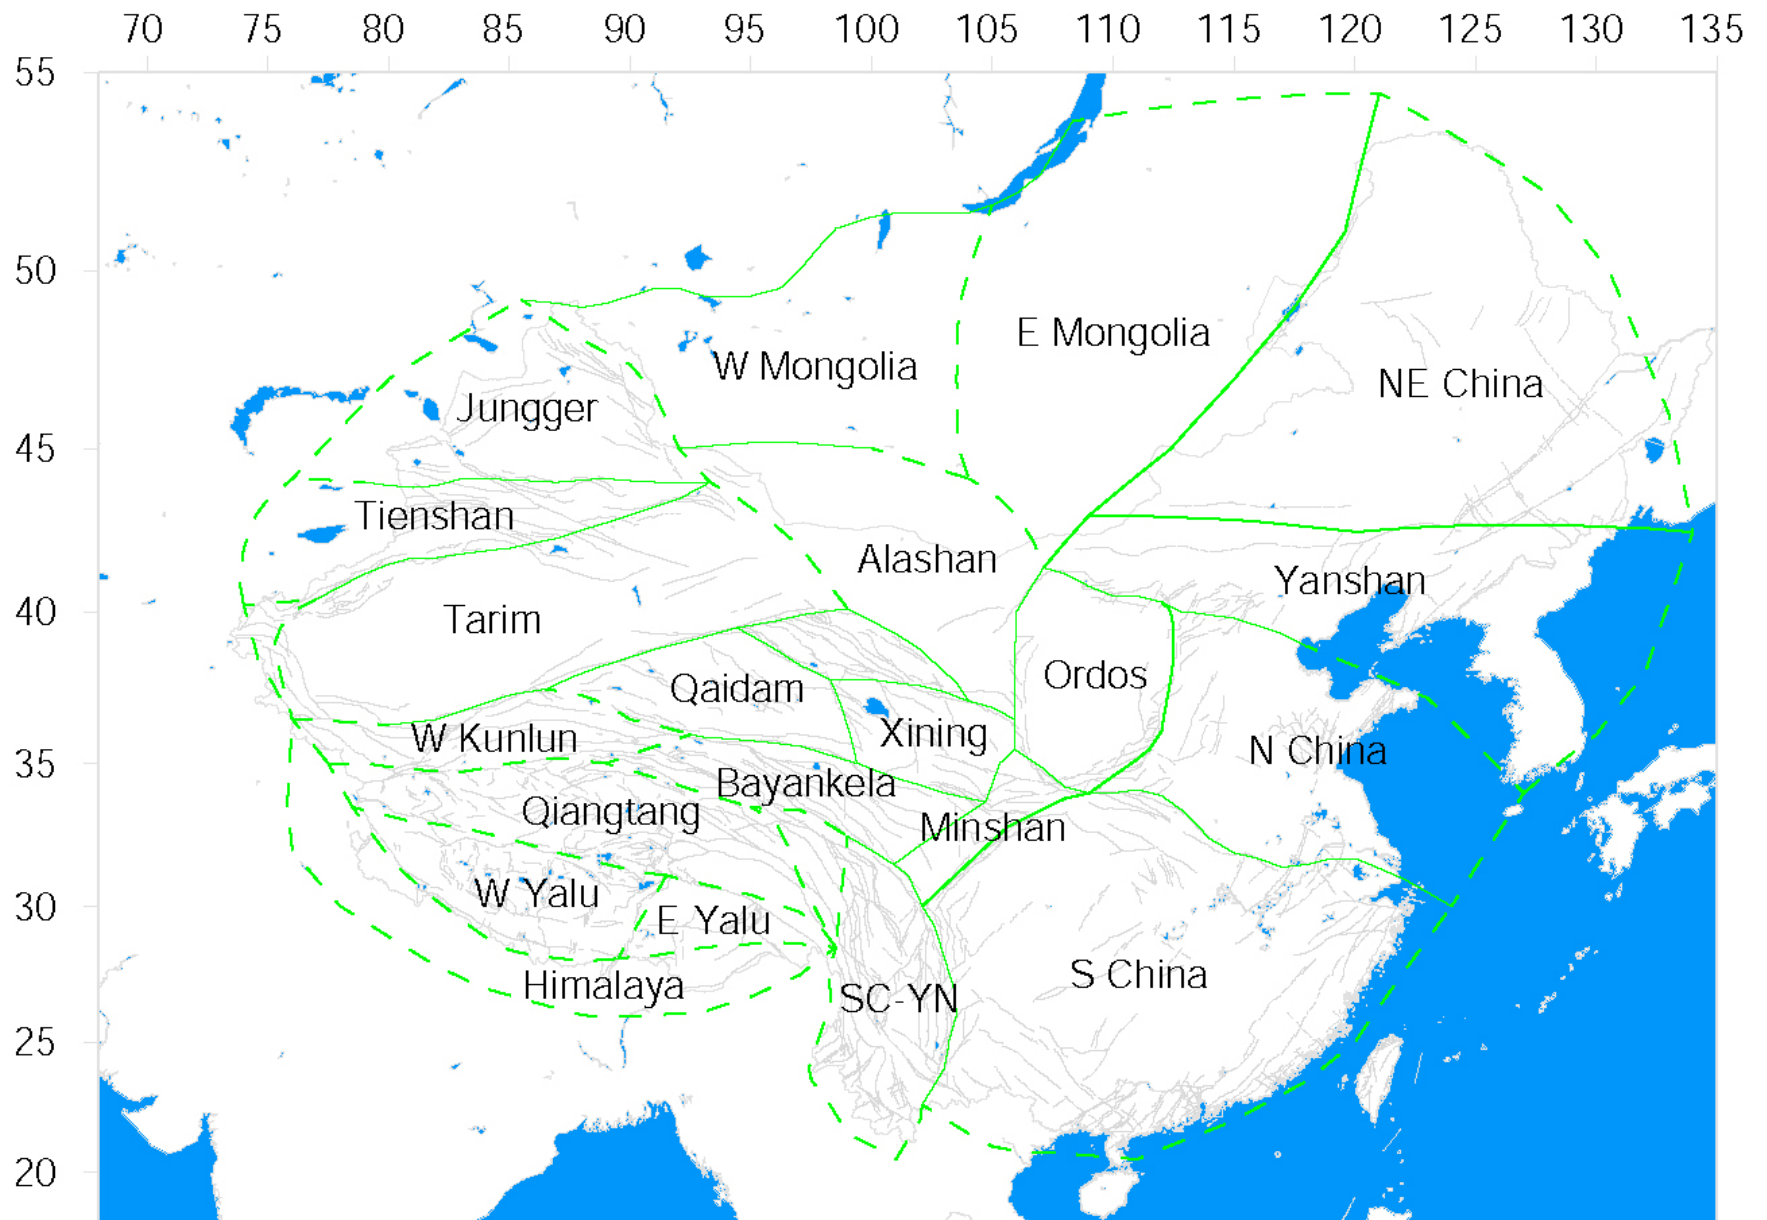 70 75 80 85 90 95 100 105 110 115 120 125 130 135
55
50
E Mongolia
W Mongolia
NE China
Jungger
45
Tienshan
Alashan
Yanshan
40
Tarim
Ordos
Qaidam
Xining
W Kunlun
N China
35
Bayankela
Qiangtang
Minshan
W Yalu
30
E Yalu
S China
Himalaya
SC-YN
25
20